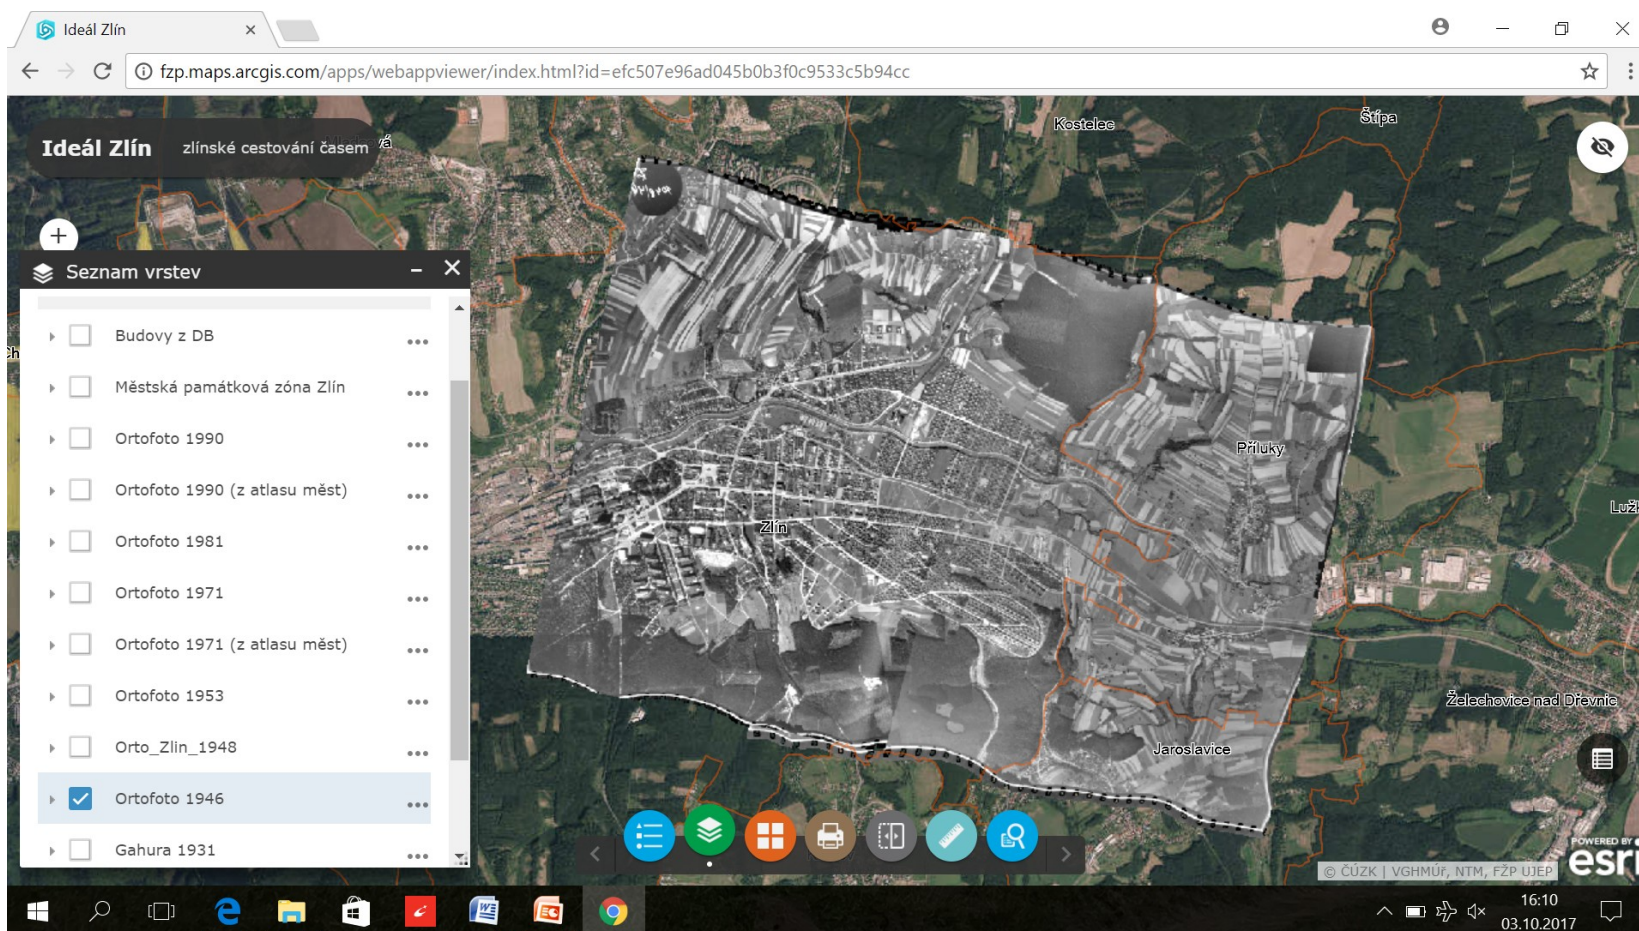 Ideál Zlín
fzp.maps.arcgis.com/apps/webappviewer/index.html?id=efc507e96ad045b0b3f0c9533c5b94cc
Ideál Zlín zlínské cestování časem
Kostelec
Štípa
Seznam vrstev
Budovy z DB
Městská památková zóna Zlín
Ortofoto 1990
Ortofoto 1990 (z atlasu měst)
Ortofoto 1981
Ortofoto 1971
Ortofoto 1971 (z atlasu měst)
Ortofoto 1953
Orto_Zlin_1948
Ortofoto 1946
Gahura 1931
Příluky
Zlín
Želechovice nad Dřevnic
Jaroslavice
POWERED BY
esri
© ČÚZK | VGHMÚř, NTM, FŽP UJEP
16:10
03.10.2017